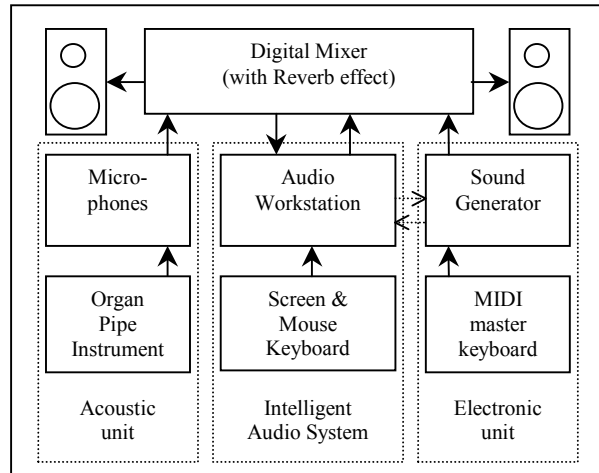 Digital Mixer
(with Reverb effect)
Micro-
phones
Audio
Workstation
Sound
Generator
Organ
Pipe
Instrument
Screen &
Mouse
Keyboard
MIDI
master
keyboard
Acoustic
unit
Intelligent
Audio System
Electronic
unit